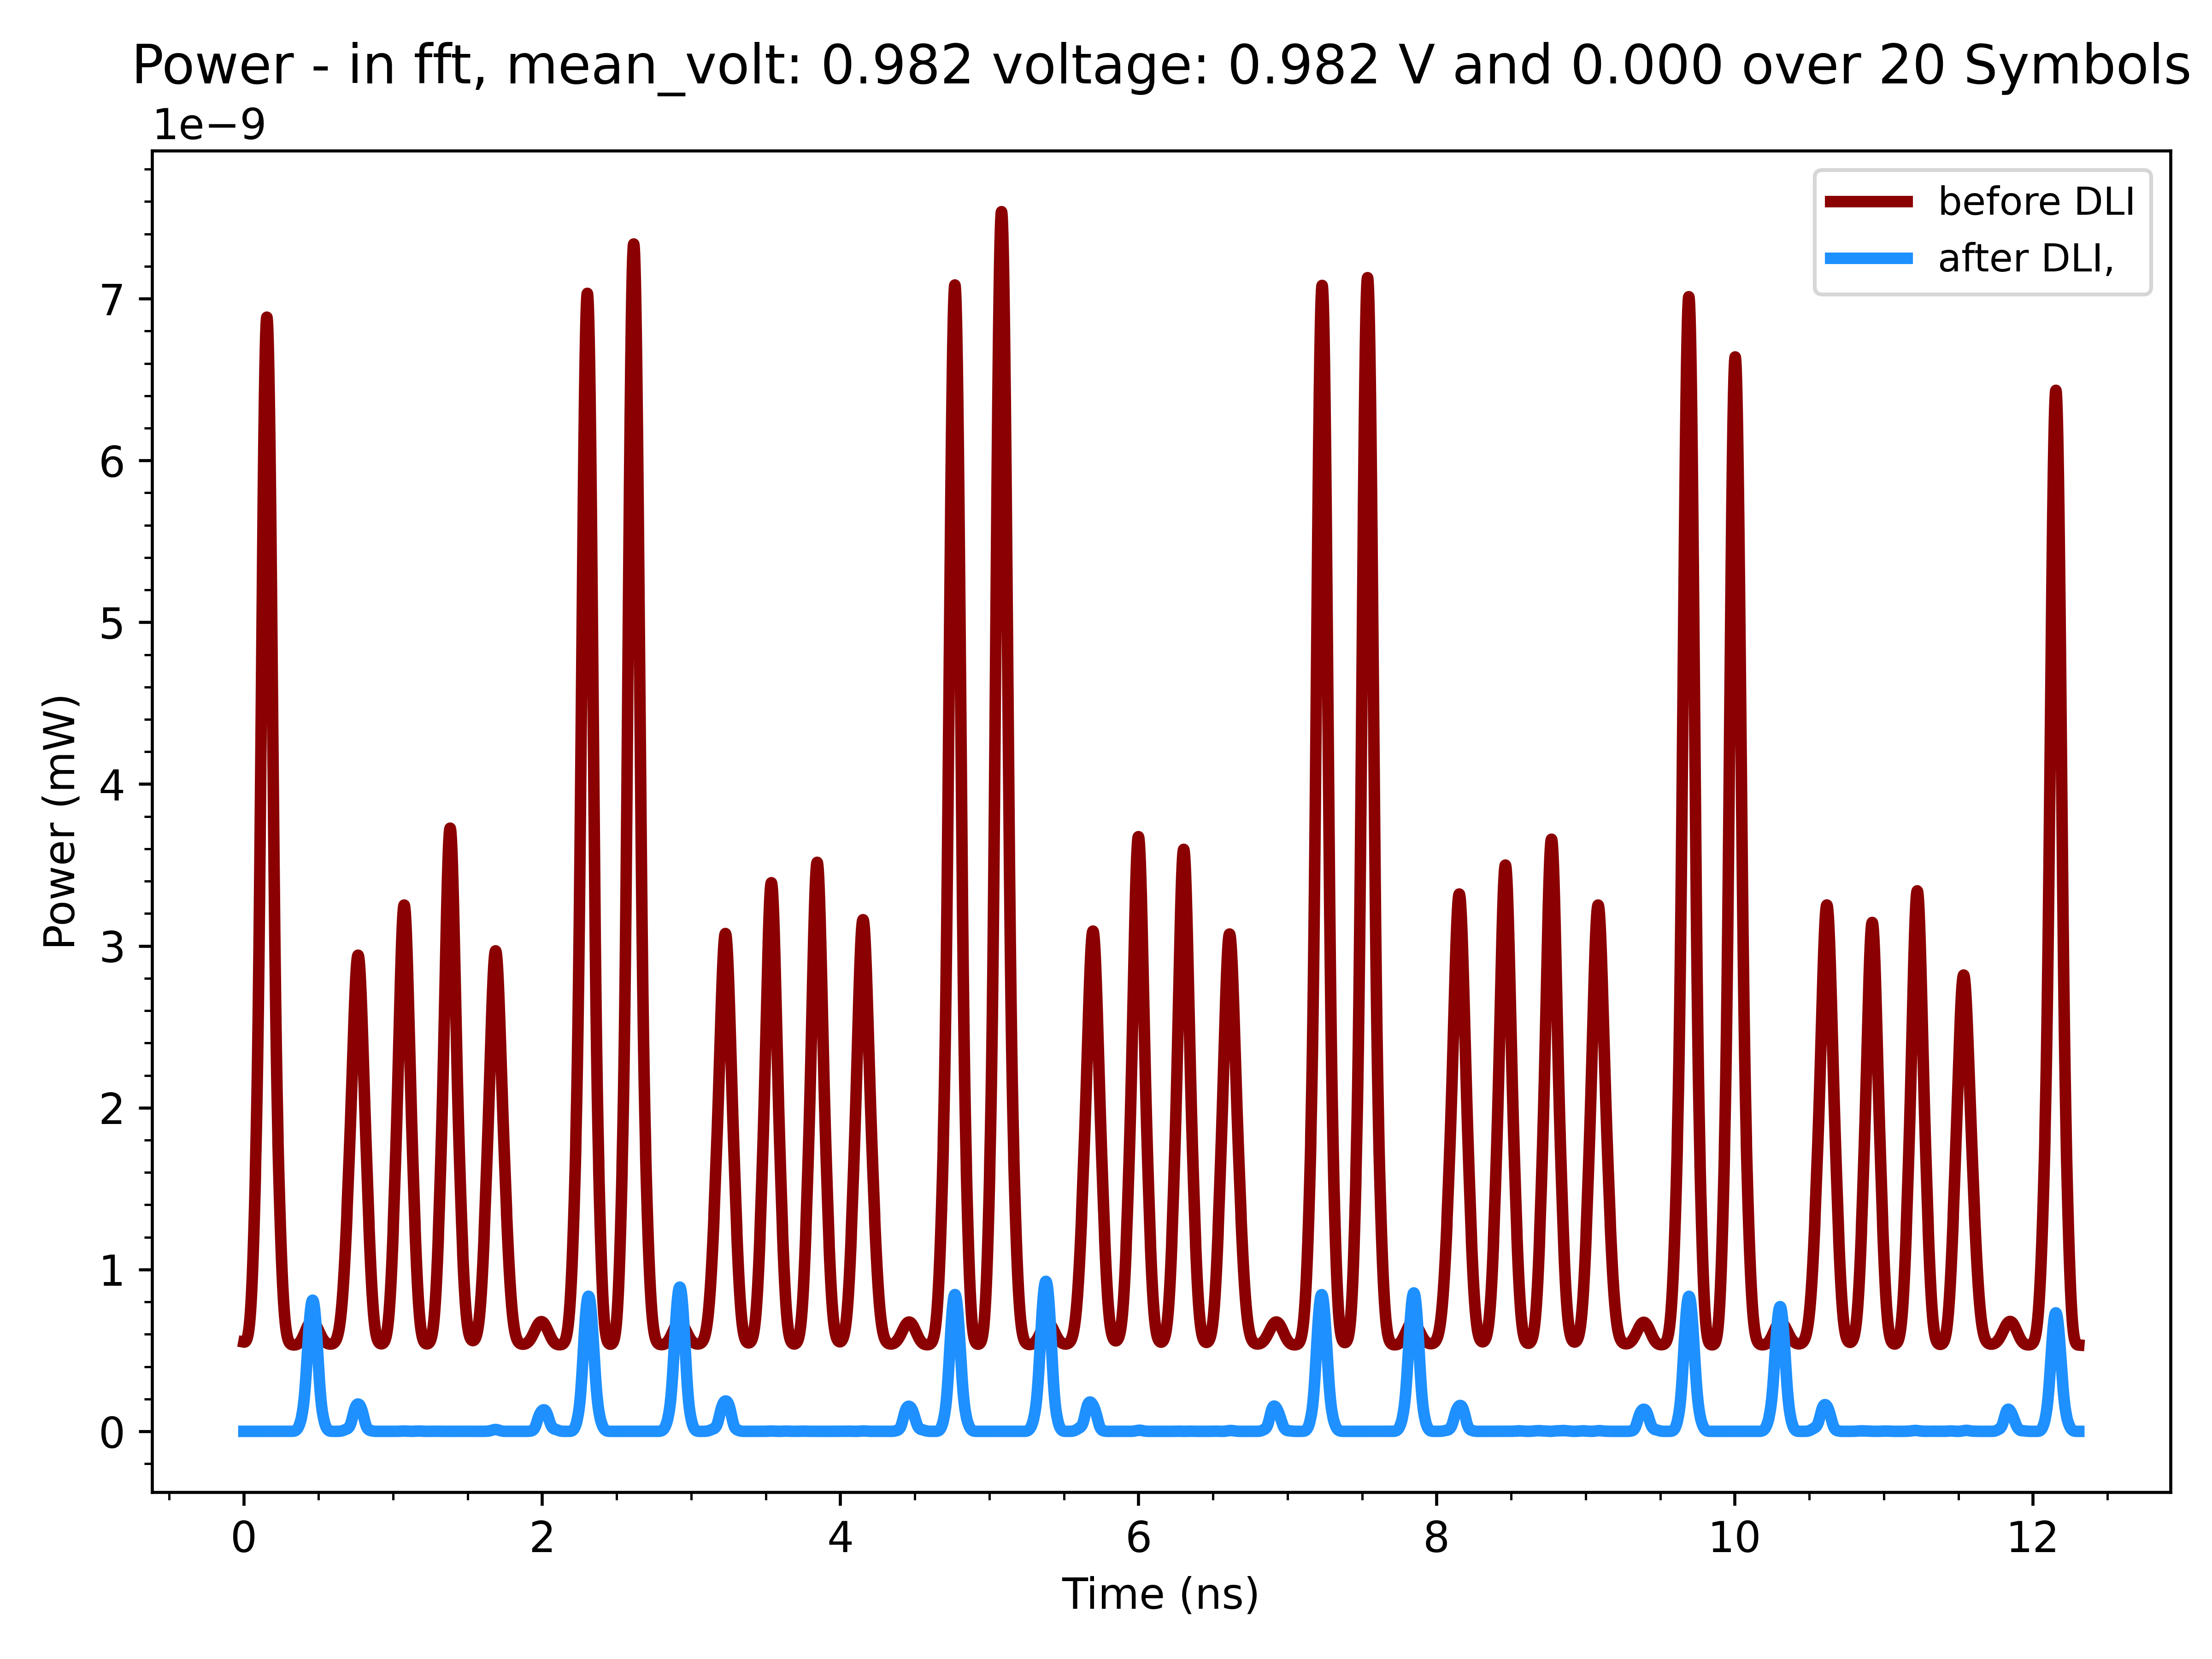 Power - in fft, mean_volt: 0.982 voltage: 0.982 V and 0.000 over 20 Symbols
1e−9
before DLI
after DLI,
7
6
5
4
3
2
1
0
Power (mW)
0 2 4 6 8 10 12
Time (ns)